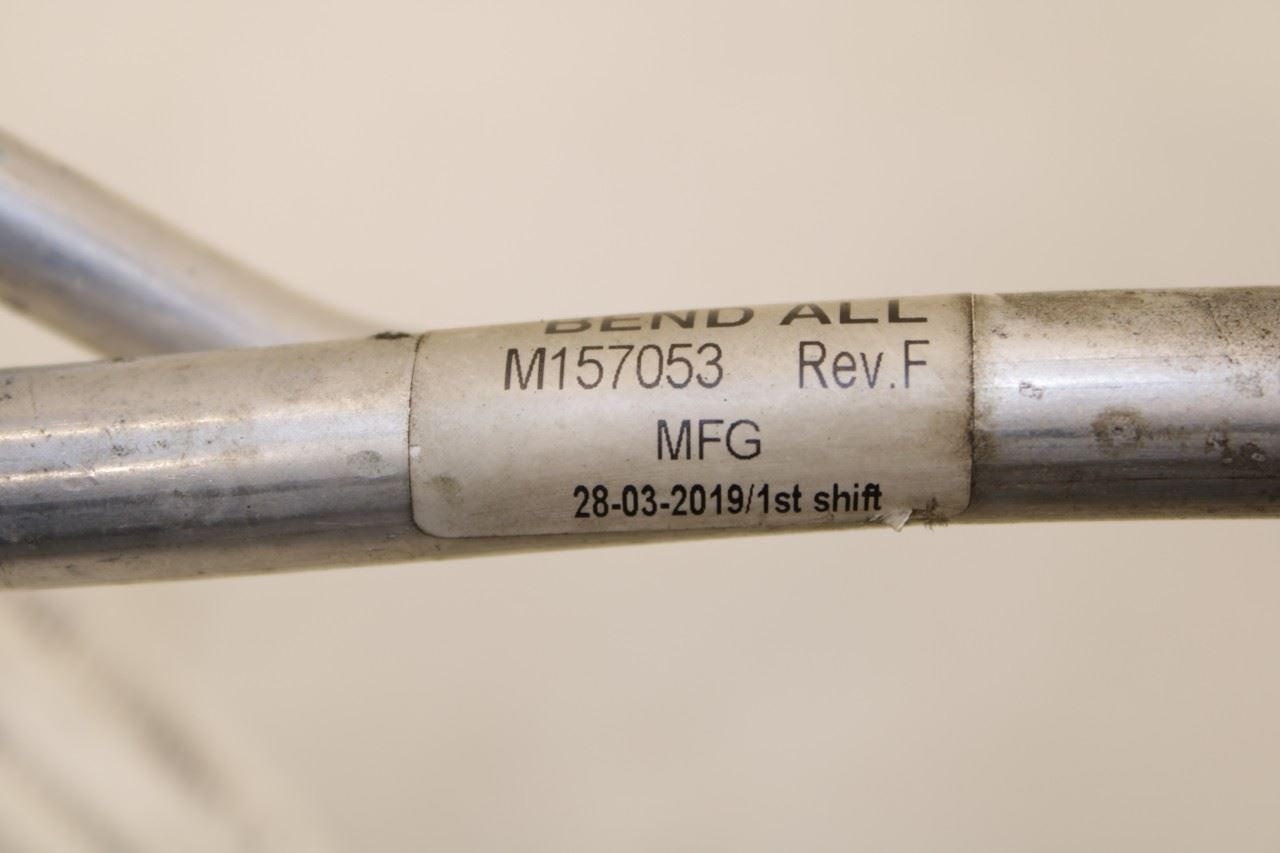 BEND ALL
M157053 Rev.F
MFG
28-03-2019/1st shift